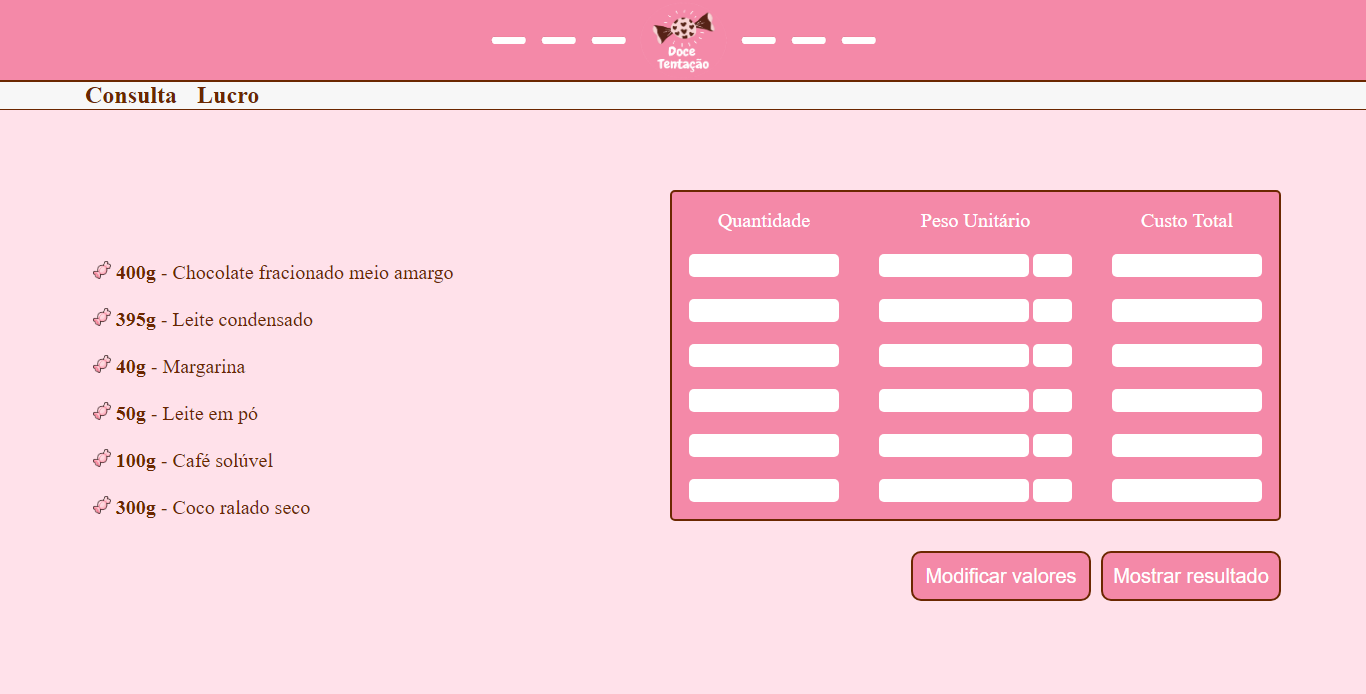 Doce
Tentação
Consulta Lucro
Quantidade Peso Unitário Custo Total
400g - Chocolate fracionado meio amargo
395g - Leite condensado
40g - Margarina
50g - Leite em pó
100g - Café solúvel
300g - Coco ralado seco
Modificar valores Mostrar resultado